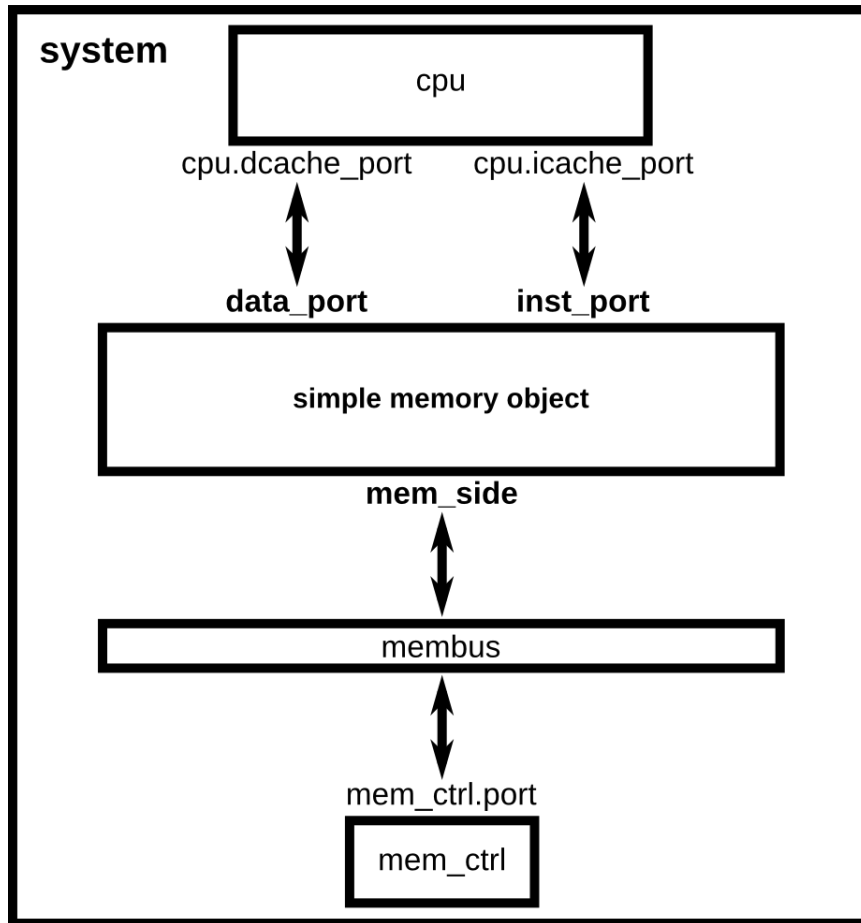 system
cpu
cpu.dcache_port cpu.icache_port
data_port inst_port
simple memory object
mem_side
membus
mem_ctrl.port
mem_ctrl